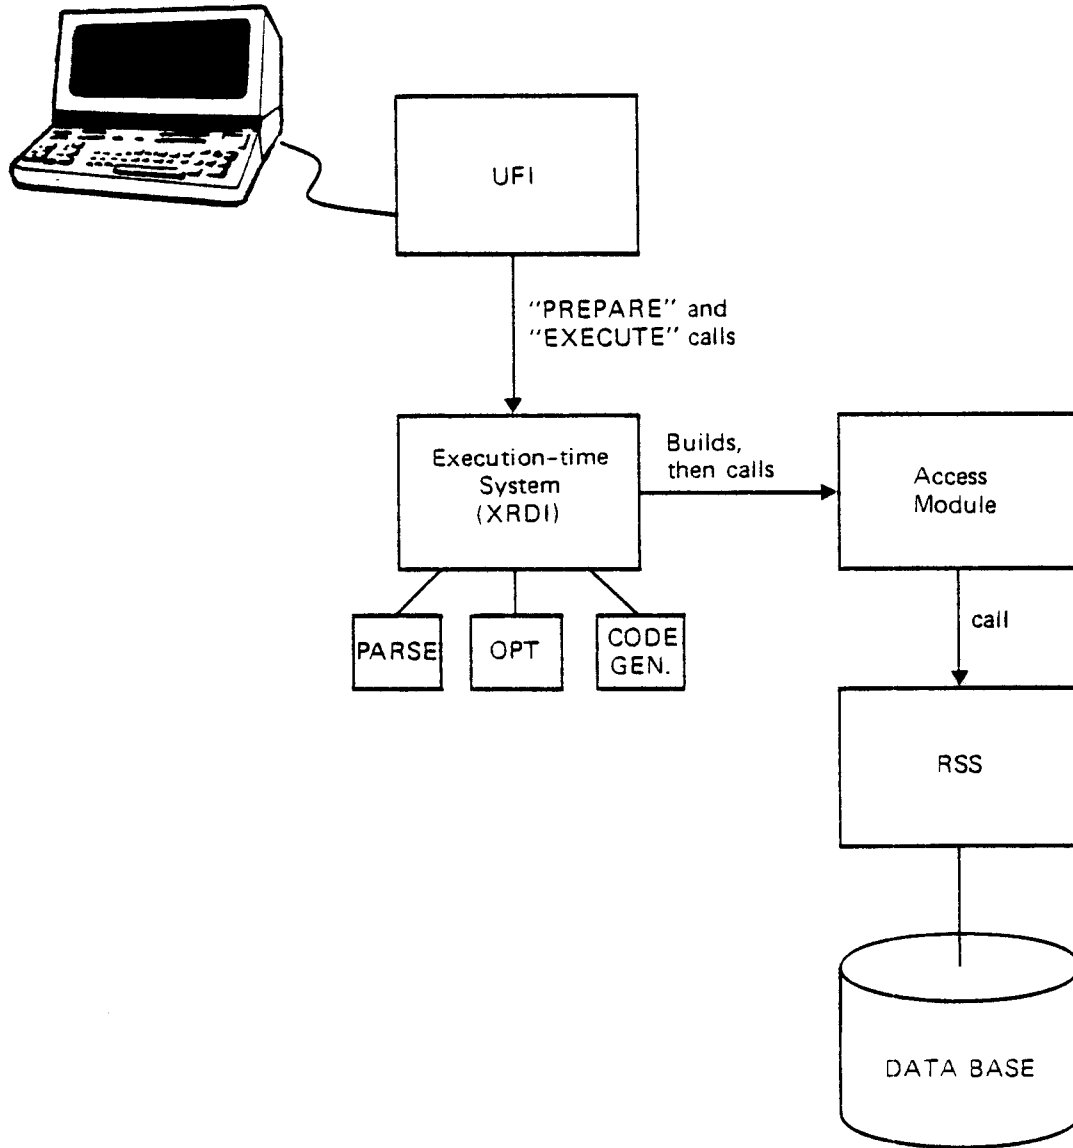 UFI
"PREPARE" and
"EXECUTE" calls
Execution-time
System
(XRDI)
Builds,
then calls
Access
Module
PARSE
OPT
CODE
GEN.
call
RSS
DATA BASE